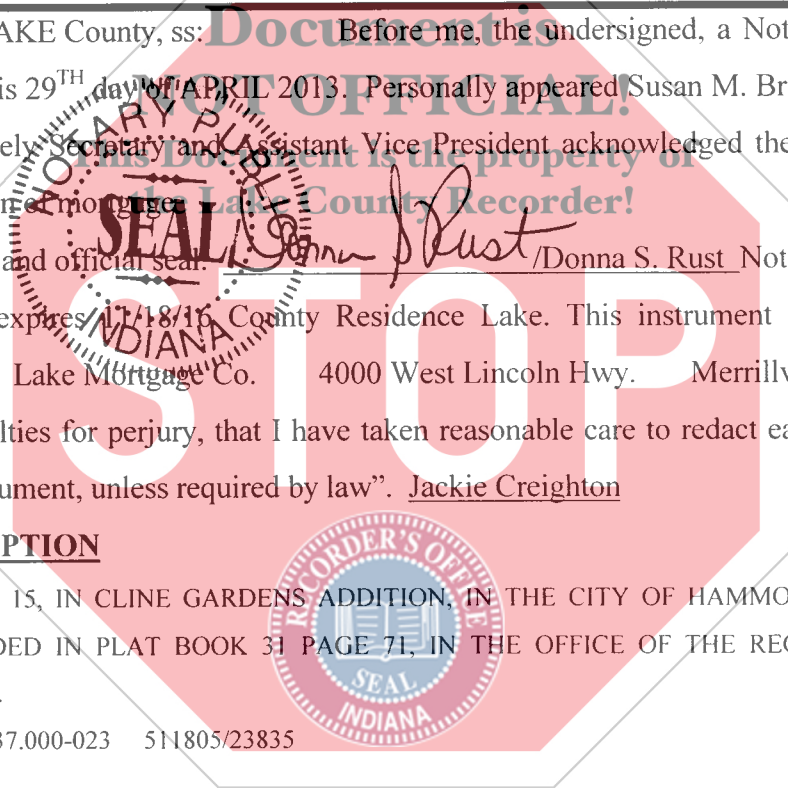 AKE County, ss: Before me, the undersigned, a Not
is 29TH day of APRIL 2013. Personally appeared Susan M. Br
ely Secretary and Assistant Vice President acknowledged the
n of mortgage
and official seal. Donna S Rust /Donna S. Rust Not
expires 11/18/16 County Residence Lake. This instrument
Lake Mortgage Co. 4000 West Lincoln Hwy. Merrillv
lties for perjury, that I have taken reasonable care to redact ea
ument, unless required by law”. Jackie Creighton
PTION
15, IN CLINE GARDENS ADDITION, IN THE CITY OF HAMMO
DED IN PLAT BOOK 31 PAGE 71, IN THE OFFICE OF THE REC
37.000-023 511805/23835
Document is
NOT OFFICIAL!
This Document is the property of
the Lake County Recorder!
STOP
NOTARY PUBLIC
SEAL
INDIANA
RECORDER'S OFFICE
SEAL
INDIANA